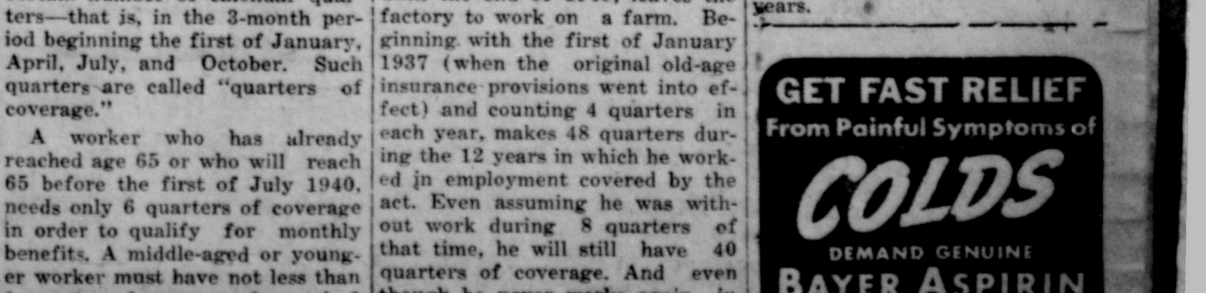 ters—that is, in the 3-month per-
iod beginning the first of January,
April, July, and October. Such
quarters are called "quarters of
coverage."
A worker who has already
reached age 65 or who will reach
65 before the first of July 1940,
needs only 6 quarters of coverage
in order to qualify for monthly
benefits. A middle-aged or young-
er worker must have not less than
factory to work on a farm. Be-
ginning with the first of January
1937 (when the original old-age
insurance provisions went into ef-
fect) and counting 4 quarters in
each year, makes 48 quarters dur-
ing the 12 years in which he work-
ed in employment covered by the
act. Even assuming he was with-
out work during 8 quarters of
that time, he will still have 40
quarters of coverage. And even
years.
GET FAST RELIEF
From Painful Symptoms of
COLDS
DEMAND GENUINE
BAYER ASPIRIN